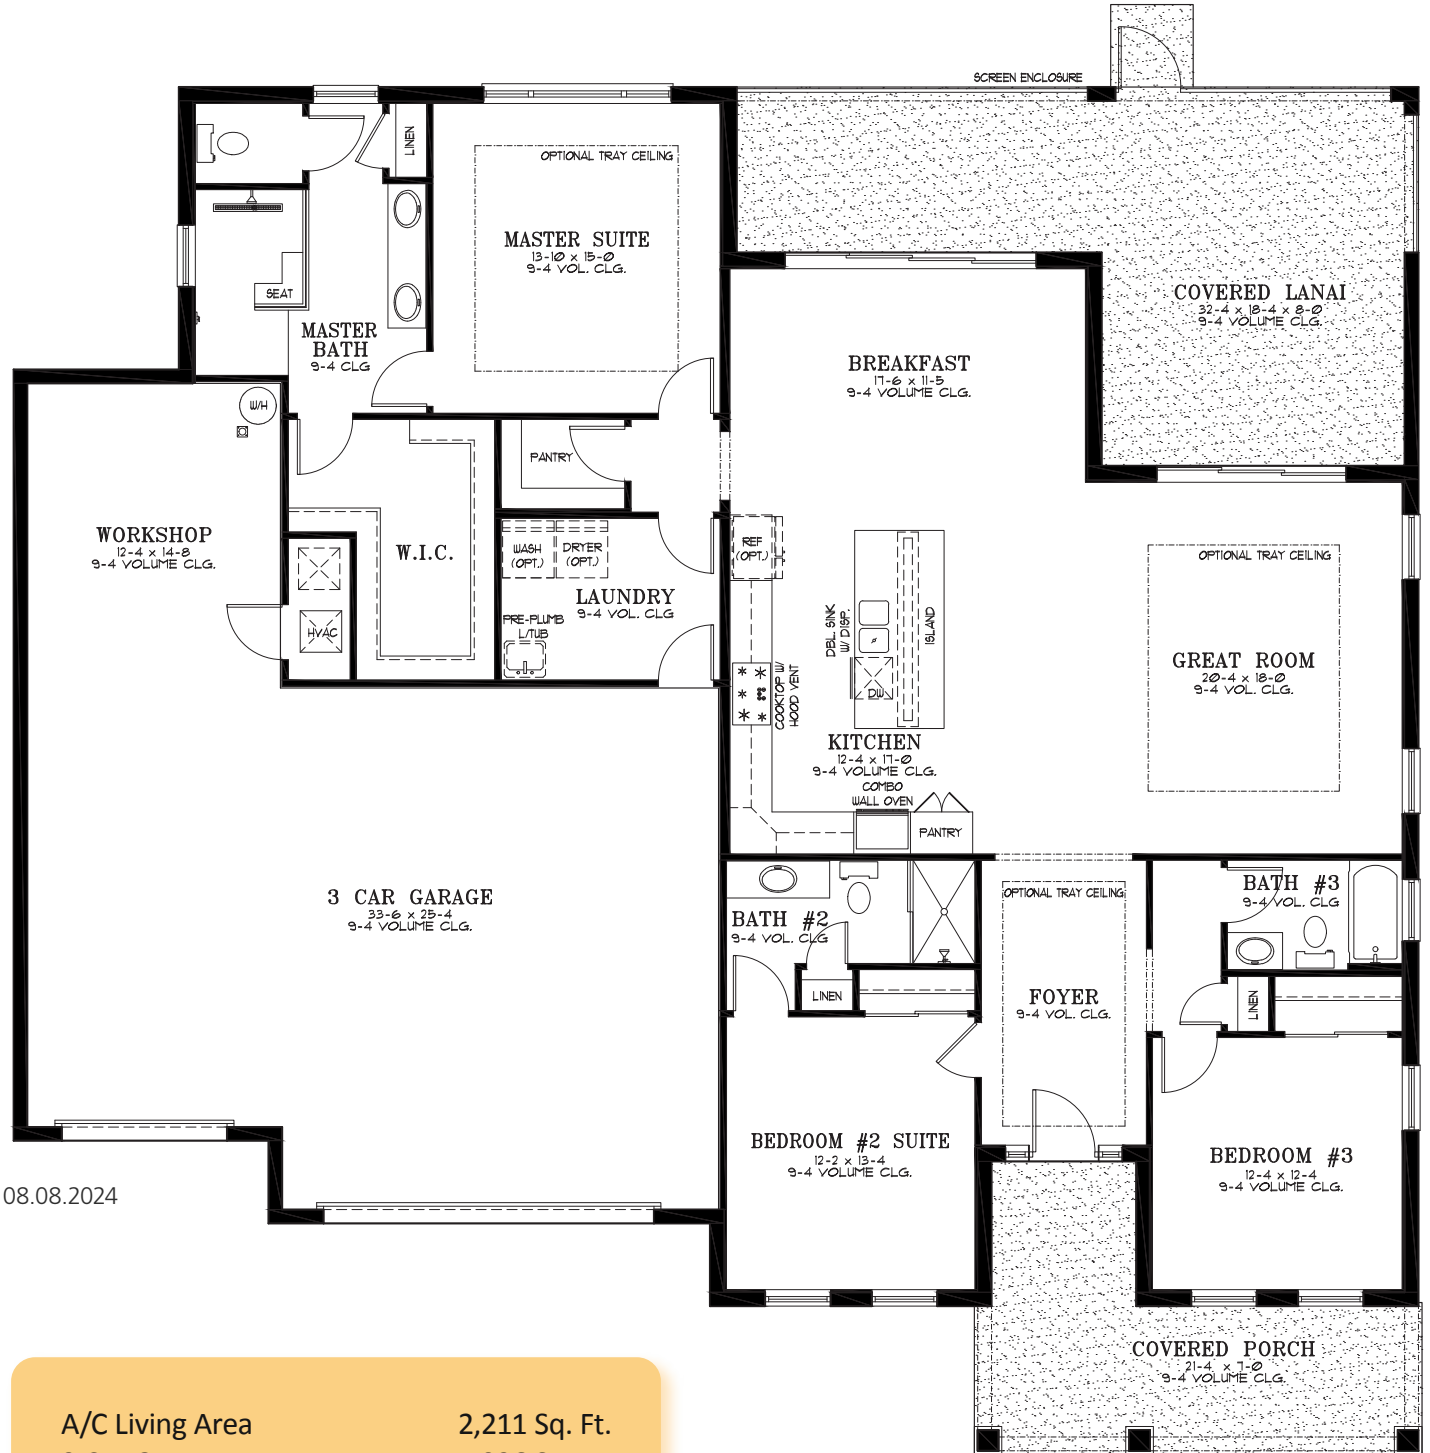 SCREEN ENCLOSURE
LINEN
OPTIONAL TRAY CEILING
MASTER SUITE
13-10 x 15-0
9-4 VOL. CLG.
SEAT
MASTER
BATH
9-4 CLG
COVERED LANAI
32-4 x 18-4 x 8-0
9-4 VOLUME CLG.
BREAKFAST
17-6 x 11-5
9-4 VOLUME CLG.
W/H
PANTRY
WORKSHOP
12-4 x 14-8
9-4 VOLUME CLG.
W.I.C.
WASH
(OPT.)
DRYER
(OPT.)
REF
(OPT.)
OPTIONAL TRAY CEILING
LAUNDRY
9-4 VOL. CLG
PRE-PLUMB
L/TUB
HVAC
DBL. SINK
W/ DISP.
ISLAND
DW
COOKTOP W/
HOOD VENT
GREAT ROOM
20-4 x 18-0
9-4 VOL. CLG.
KITCHEN
12-4 x 17-0
9-4 VOLUME CLG.
COMBO
WALL OVEN
PANTRY
3 CAR GARAGE
33-6 x 25-4
9-4 VOLUME CLG.
BATH #2
9-4 VOL. CLG
LINEN
OPTIONAL TRAY CEILING
BATH #3
9-4 VOL. CLG
FOYER
9-4 VOL. CLG.
LINEN
BEDROOM #2 SUITE
12-2 x 13-4
9-4 VOLUME CLG.
BEDROOM #3
12-4 x 12-4
9-4 VOLUME CLG.
08.08.2024
COVERED PORCH
21-4 x 7-0
9-4 VOLUME CLG.
A/C Living Area 2,211 Sq. Ft.